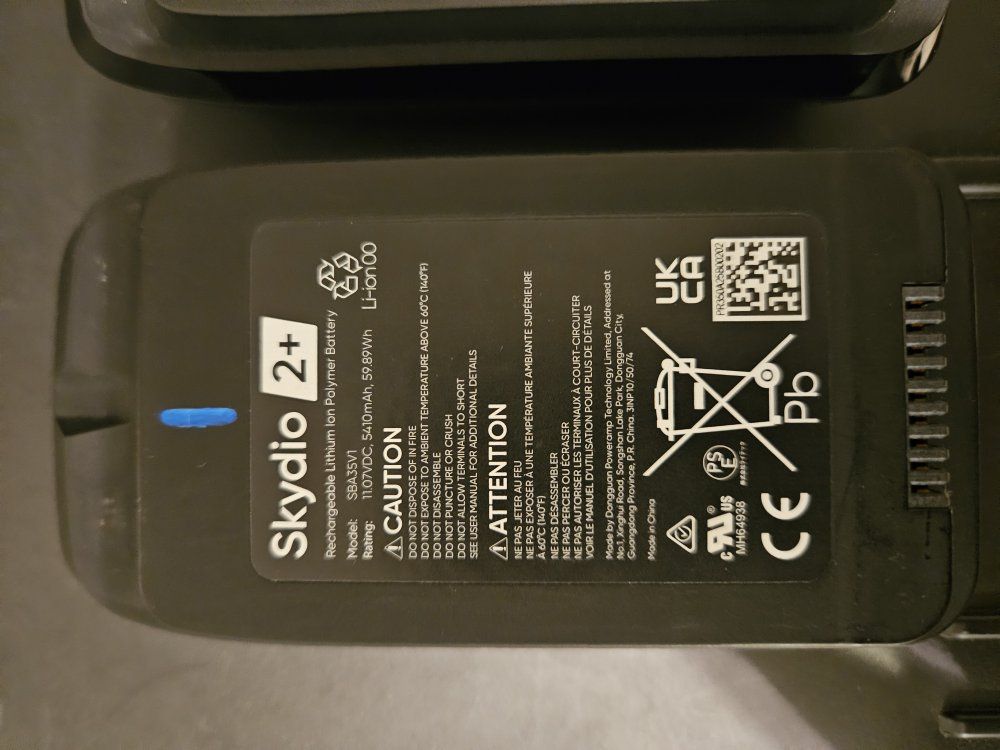 Skydio 2+
Rechargeable Lithium Ion Polymer Battery
Model: SBA35V1
Rating: 11.07VDC, 5410mAh, 59.89Wh
Li-ion 00
CAUTION
DO NOT DISPOSE OF IN FIRE
DO NOT EXPOSE TO AMBIENT TEMPERATURE ABOVE 60°C (140°F)
DO NOT DISASSEMBLE
DO NOT PUNCTURE OR CRUSH
DO NOT ALLOW TERMINALS TO SHORT
SEE USER MANUAL FOR ADDITIONAL DETAILS
ATTENTION
NE PAS JETER AU FEU
NE PAS EXPOSER À UNE TEMPÉRATURE AMBIANTE SUPÉRIEURE
À 60°C (140°F)
NE PAS DÉSASSEMBLER
NE PAS PERCER OU ÉCRASER
NE PAS AUTORISER LES TERMINAUX À COURT-CIRCUITER
VOIR LE MANUEL D'UTILISATION POUR PLUS DE DÉTAILS
Made by Dongguan Poweramp Technology Limited, Addressed at
No.1, Xinghui Road, Songshan Lake Park, Dongguan City,
Guangdong Province, P.R. China. 3INP10/50/74
Made in China
c UL US
MH64938
PS E
UK CA
CE
Pb